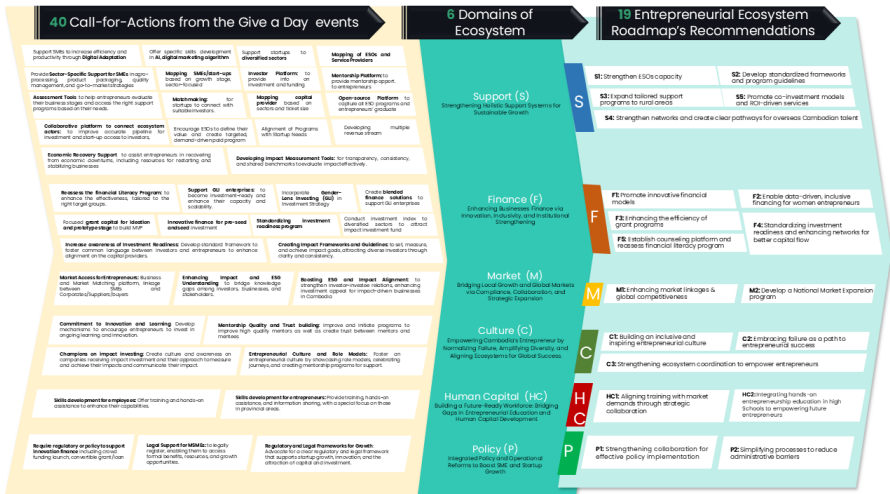 40 Call-for-Actions from the Give a Day events
Support SMEs to increase efficiency and
productivity through Digital Adaptation
Offer specific skills development
in AI, digital marketing algorithm
Support startups to
diversified sectors
Mapping of ESOs and
Service Providers
Provide Sector-Specific Support for SMEs in agro-
processing, product packaging, quality
management, and go-to-market strategies
Mapping SMEs/start-ups
based on growth stage,
sector-focused
Investor Platform: to
provide information on
investment and funding
Mentorship Platform: to
provide mentorship opport.
to entrepreneurs
Assessment Tools to help entrepreneurs evaluate
their business stages and access the right support
programs based on their needs.
Matchmaking: for
startups to connect with
suitable investors.
Mapping capital
provider based on
sectors and ticket size
Open-source Platform to
capture all ESO programs and
entrepreneurs' graduate
Collaborative platform to connect ecosystem
actors: to improve accurate pipeline for
investment and start-up access to investors.
Encourage ESOs to define their
value and create targeted,
demand-driven paid program
Alignment of Programs
with Startup Needs
Developing multiple
revenue stream
Economic Recovery Support to assist entrepreneurs in recovering
from economic downturns, including resources for restarting and
stabilizing businesses
Developing Impact Measurement Tools: for transparency, consistency,
and shared benchmarks to evaluate impact effectively.
Reassess the financial Literacy Program: to
enhance the effectiveness, tailored to the
right target groups.
Support GLI enterprises: to
become investment-ready and
enhance their capacity and
scalability.
Incorporate Gender-
Lens Investing (GLI) in
Investment Strategy
Create blended
finance solutions to
support GLI enterprises
Focused grant capital for ideation
and prototype stage to build MVP
Innovative finance for pre-seed
and seed investment
Standardizing investment
readiness program
Conduct investment index to
diversified sectors to attract
impact investment fund
Increase awareness of Investment Readiness: Develop standard framework to
foster common language between investors and entrepreneurs to enhance
alignment on the capital providers.
Creating Impact Frameworks and Guidelines: to set, measure,
and achieve impact goals, attracting diverse investors through
clarity and consistency.
Market Access for Entrepreneurs: Business
and Market Matching platform, linkage
between SMEs and
Corporates/suppliers/buyers
Enhancing Impact and ESG
Understanding to bridge knowledge
gaps among investors, businesses, and
stakeholders.
Boosting ESG and Impact Alignment: to
strengthen investor-investee relations, enhancing
investment appeal for impact-driven businesses
in Cambodia
Commitment to Innovation and Learning Develop
mechanisms to encourage entrepreneurs to invest in
ongoing learning and innovation.
Mentorship Quality and Trust building: Improve and initialize programs to
improve high quality mentors as well as create trust between mentors and
mentees
Champions on impact investing: Create culture and awareness on
companies receiving impact investment and their approach to measure
and achieve their impacts and communicate their impact.
Entrepreneurial Culture and Role Models: Foster an
entrepreneurial culture by showcasing role models, celebrating
journeys, and creating mentorship programs for support.
Skills development for employee: Offer training and hands-on
assistance to enhance their capabilities.
Skills development for entrepreneurs: Provide training, hands-on
assistance, and information sharing, with a special focus on those
in provincial areas.
Require regulatory or policy to support
innovation finance including crowd
funding launch, convertible grant/loan
Legal Support for MSMEs: to legally
register, enabling them to access
formal benefits, resources, and growth
opportunities.
Regulatory and Legal Frameworks for Growth:
Advocate for a clear regulatory and legal framework
that supports startup growth, innovation, and the
attraction of capital and investment.
6 Domains of
Ecosystem
Support (S)
Strengthening Holistic Support Systems for
Sustainable Growth
Finance (F)
Enhancing Businesses Finance via
Innovation, Inclusivity, and Institutional
Strengthening
Market (M)
Bridging Local Growth and Global Markets
via Compliance, Collaboration, and
Strategic Expansion
Culture (C)
Empowering Cambodia's Entrepreneur by
Normalizing Failure, Amplifying Diversity, and
Aligning Ecosystems for Global Success.
Human Capital (HC)
Building a Future-Ready Workforce: Bridging
Gaps in Entrepreneurial Education and
Human Capital Development
Policy (P)
Integrated Policy and Operational
Reforms to Boost SME and Startup
Growth
19 Entrepreneurial Ecosystem
Roadmap's Recommendations
S
S1: Strengthen ESOs capacity
S2: Develop standardized frameworks
and program guidelines
S3: Expand tailored support
programs to rural areas
S5: Promote co-investment models
and ROI-driven services
S4: Strengthen networks and create clear pathways for overseas Cambodian talent
F
F1: Promote innovative financial
models
F2: Enable data-driven, inclusive
financing for women entrepreneurs
F3: Enhancing the efficiency of
grant programs
F4: Standardizing investment
readiness and enhancing networks for
better capital flow
F5: Establish counseling platform and
reassess financial literacy program
M
M1: Enhancing market linkages &
global competitiveness
M2: Develop a National Market Expansion
program
C
C1: Building an inclusive and
inspiring entrepreneurial culture
C2: Embracing failure as a path to
entrepreneurial success
C3: Strengthening ecosystem coordination to empower entrepreneurs
H
C
HC1: Aligning training with market
demands through strategic
collaboration
HC2: Integrating hands-on
entrepreneurship education in high
Schools to empowering future
entrepreneurs
P
P1: Strengthening collaboration for
effective policy implementation
P2: Simplifying processes to reduce
administrative barriers